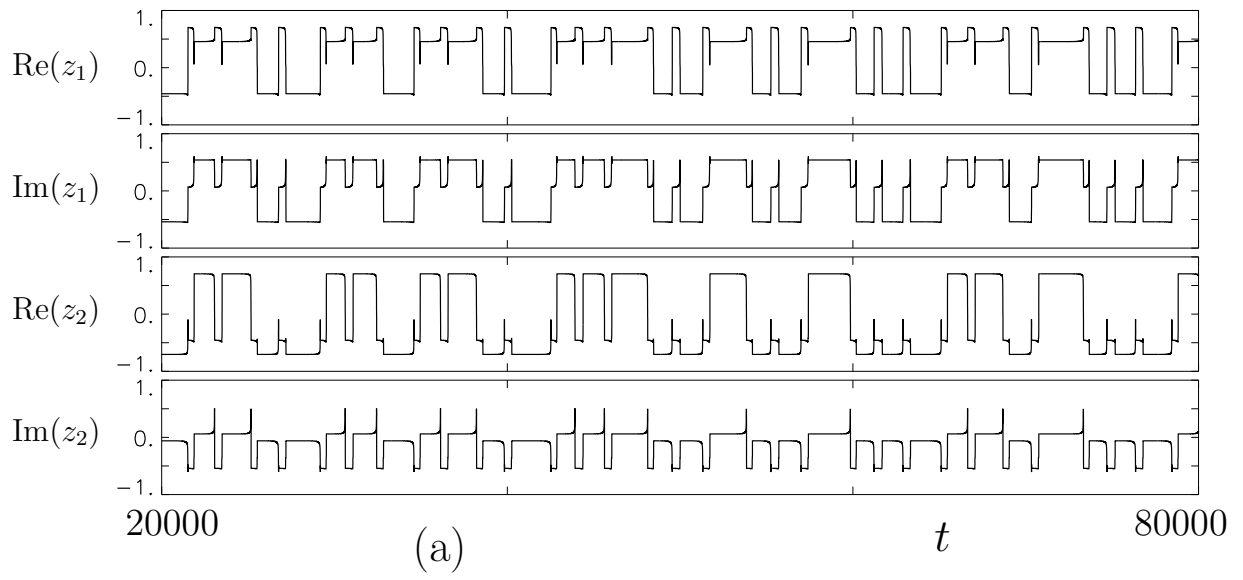 1.
Re(z₁)
0.
−1.
1.
Im(z₁)
0.
−1.
1.
Re(z₂)
0.
−1.
1.
Im(z₂)
0.
−1.
20000 (a) t 80000